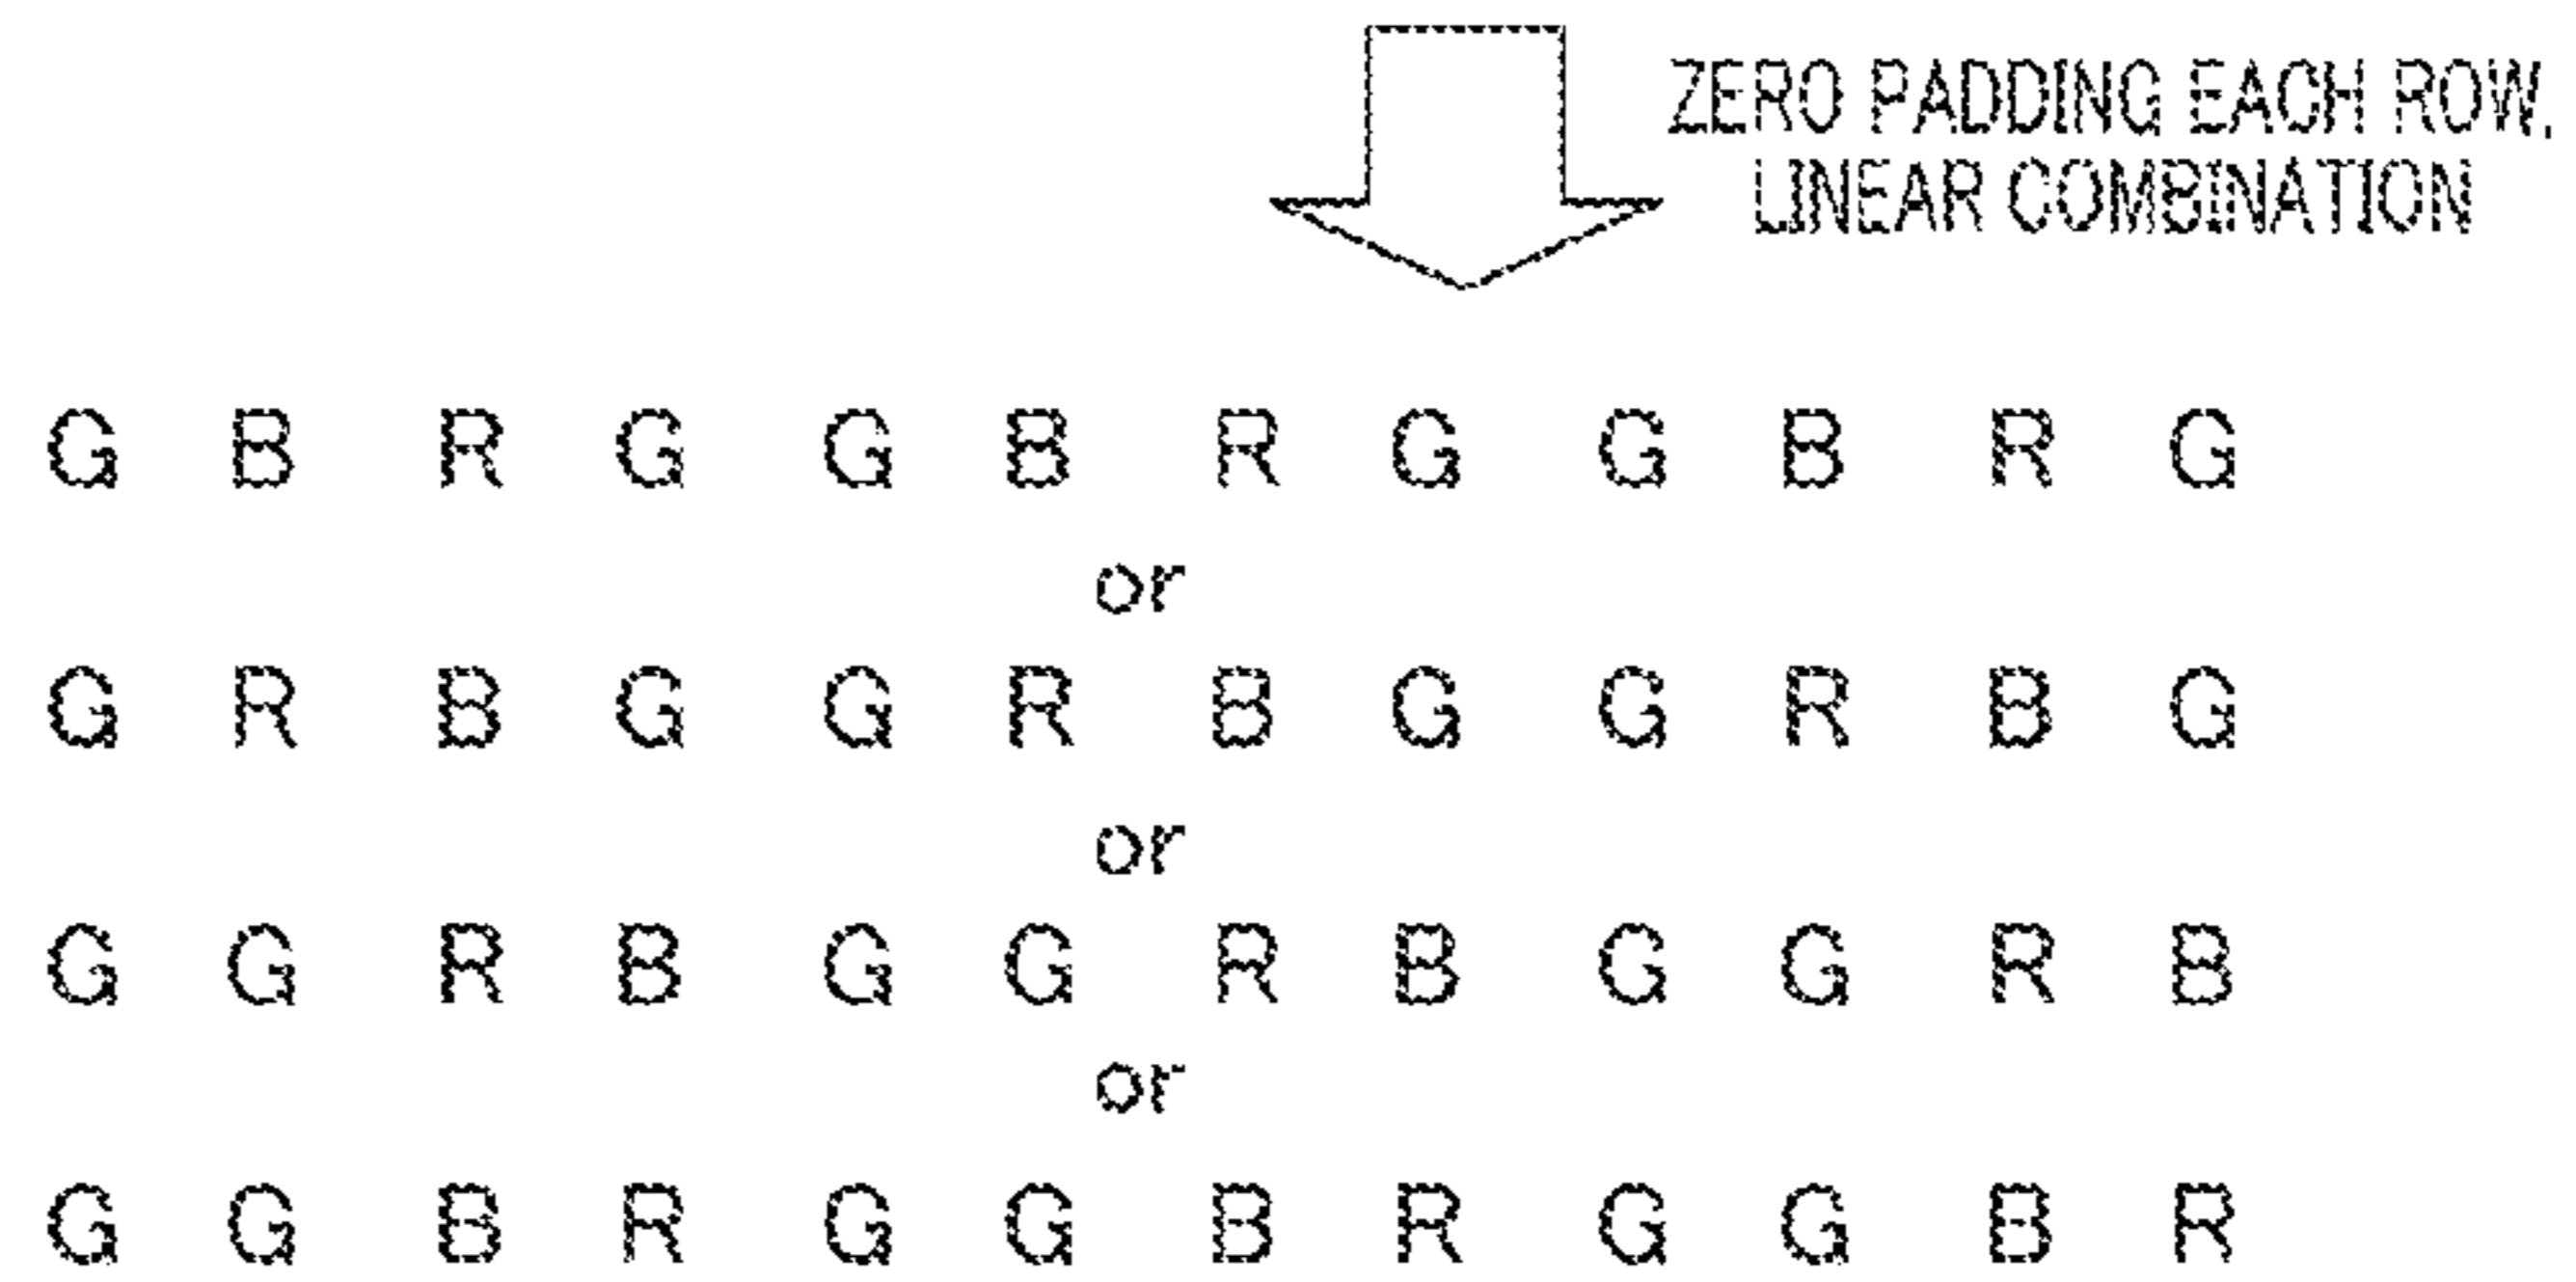 ZERO PADDING EACH ROW,
LINEAR COMBINATION
G B R G G B R G G B R G
or
G R B G G R B G G R B G
or
G G R B G G R B G G R B
or
G G B R G G B R G G B R